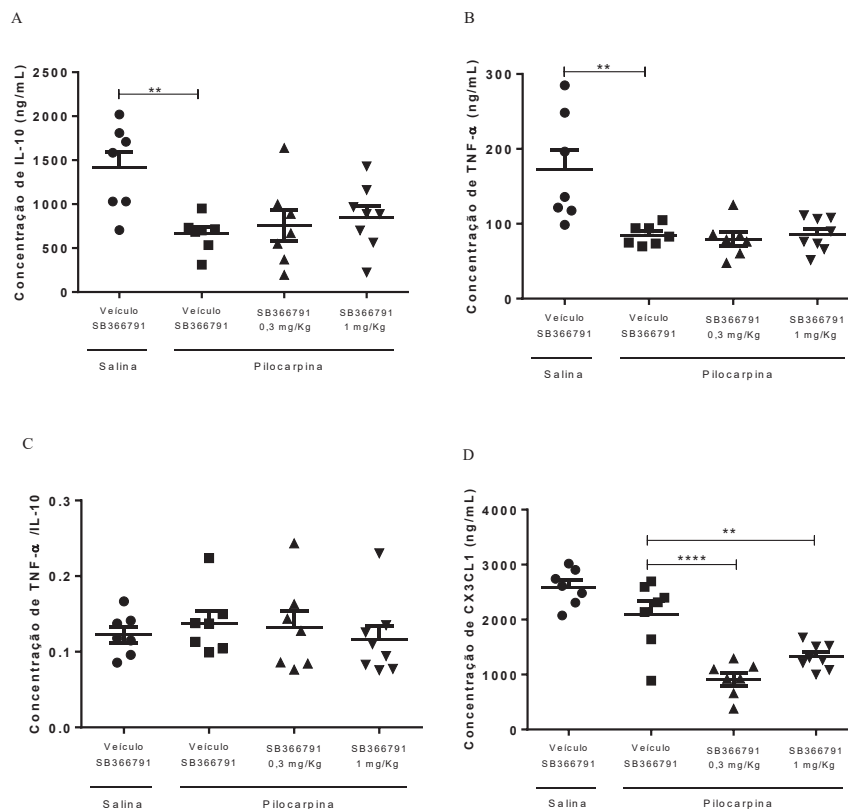 A
Concentração de IL-10 (ng/mL)
2500
2000
1500
1000
500
0
**
Veículo
SB366791
Veículo
SB366791
SB366791
0,3 mg/Kg
SB366791
1 mg/Kg
Salina
Pilocarpina
B
Concentração de TNF-α (ng/mL)
300
200
100
0
**
Veículo
SB366791
Veículo
SB366791
SB366791
0,3 mg/Kg
SB366791
1 mg/Kg
Salina
Pilocarpina
C
Concentração de TNF-α /IL-10
0.3
0.2
0.1
0.0
Veículo
SB366791
Veículo
SB366791
SB366791
0,3 mg/Kg
SB366791
1 mg/Kg
Salina
Pilocarpina
D
Concentração de CX3CL1 (ng/mL)
4000
3000
2000
1000
0
**
****
Veículo
SB366791
Veículo
SB366791
SB366791
0,3 mg/Kg
SB366791
1 mg/Kg
Salina
Pilocarpina